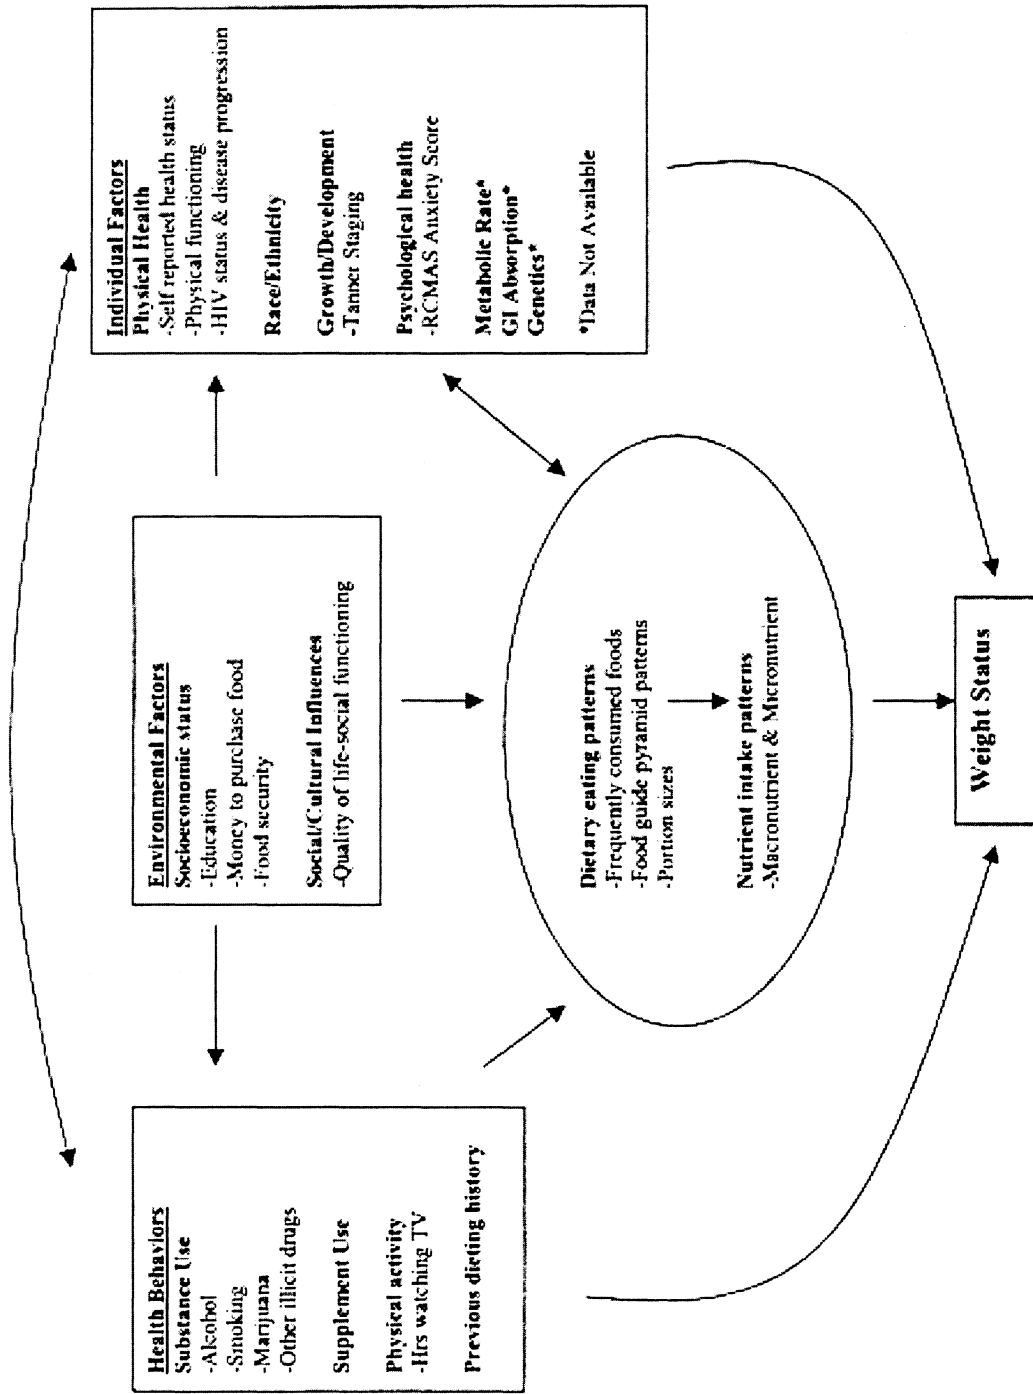 Health Behaviors
Substance Use
-Alcohol
-Smoking
-Marijuana
-Other illicit drugs
Supplement Use
Physical activity
-Hrs watching TV
Previous dieting history
Environmental Factors
Socioeconomic status
-Education
-Money to purchase food
-Food security
Social/Cultural Influences
-Quality of life-social functioning
Individual Factors
Physical Health
-Self reported health status
-Physical functioning
-HIV status & disease progression
Race/Ethnicity
Growth/Development
-Tanner Staging
Psychological health
-RCMAS Anxiety Score
Metabolic Rate*
GI Absorption*
Genetics*
*Data Not Available
Dietary eating patterns
-Frequently consumed foods
-Food guide pyramid patterns
-Portion sizes
Nutrient intake patterns
-Macronutrient & Micronutrient
Weight Status